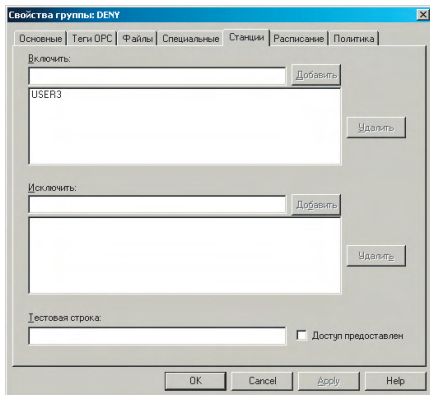 Свойства группы: DENY
Основные Теги OPC Файлы Специальные Станции Расписание Политика
Включить:
Добавить
USER3
Удалить
Исключить:
Добавить
Удалить
Тестовая строка:
Доступ предоставлен
OK Cancel Apply Help